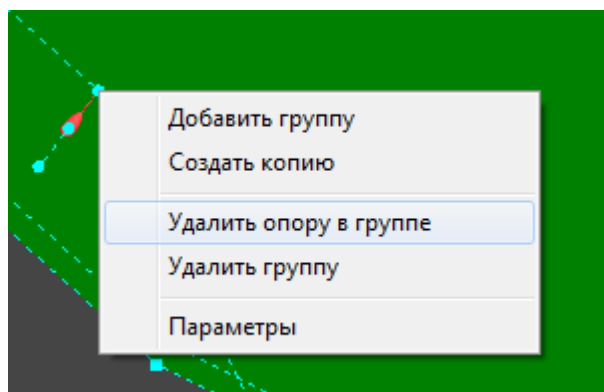 Добавить группу
Создать копию
Удалить опору в группе
Удалить группу
Параметры